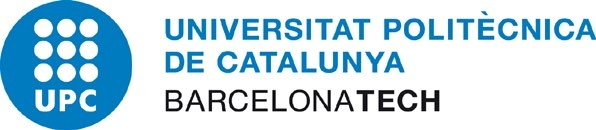 UPC
UNIVERSITAT POLITÈCNICA
DE CATALUNYA
BARCELONATECH